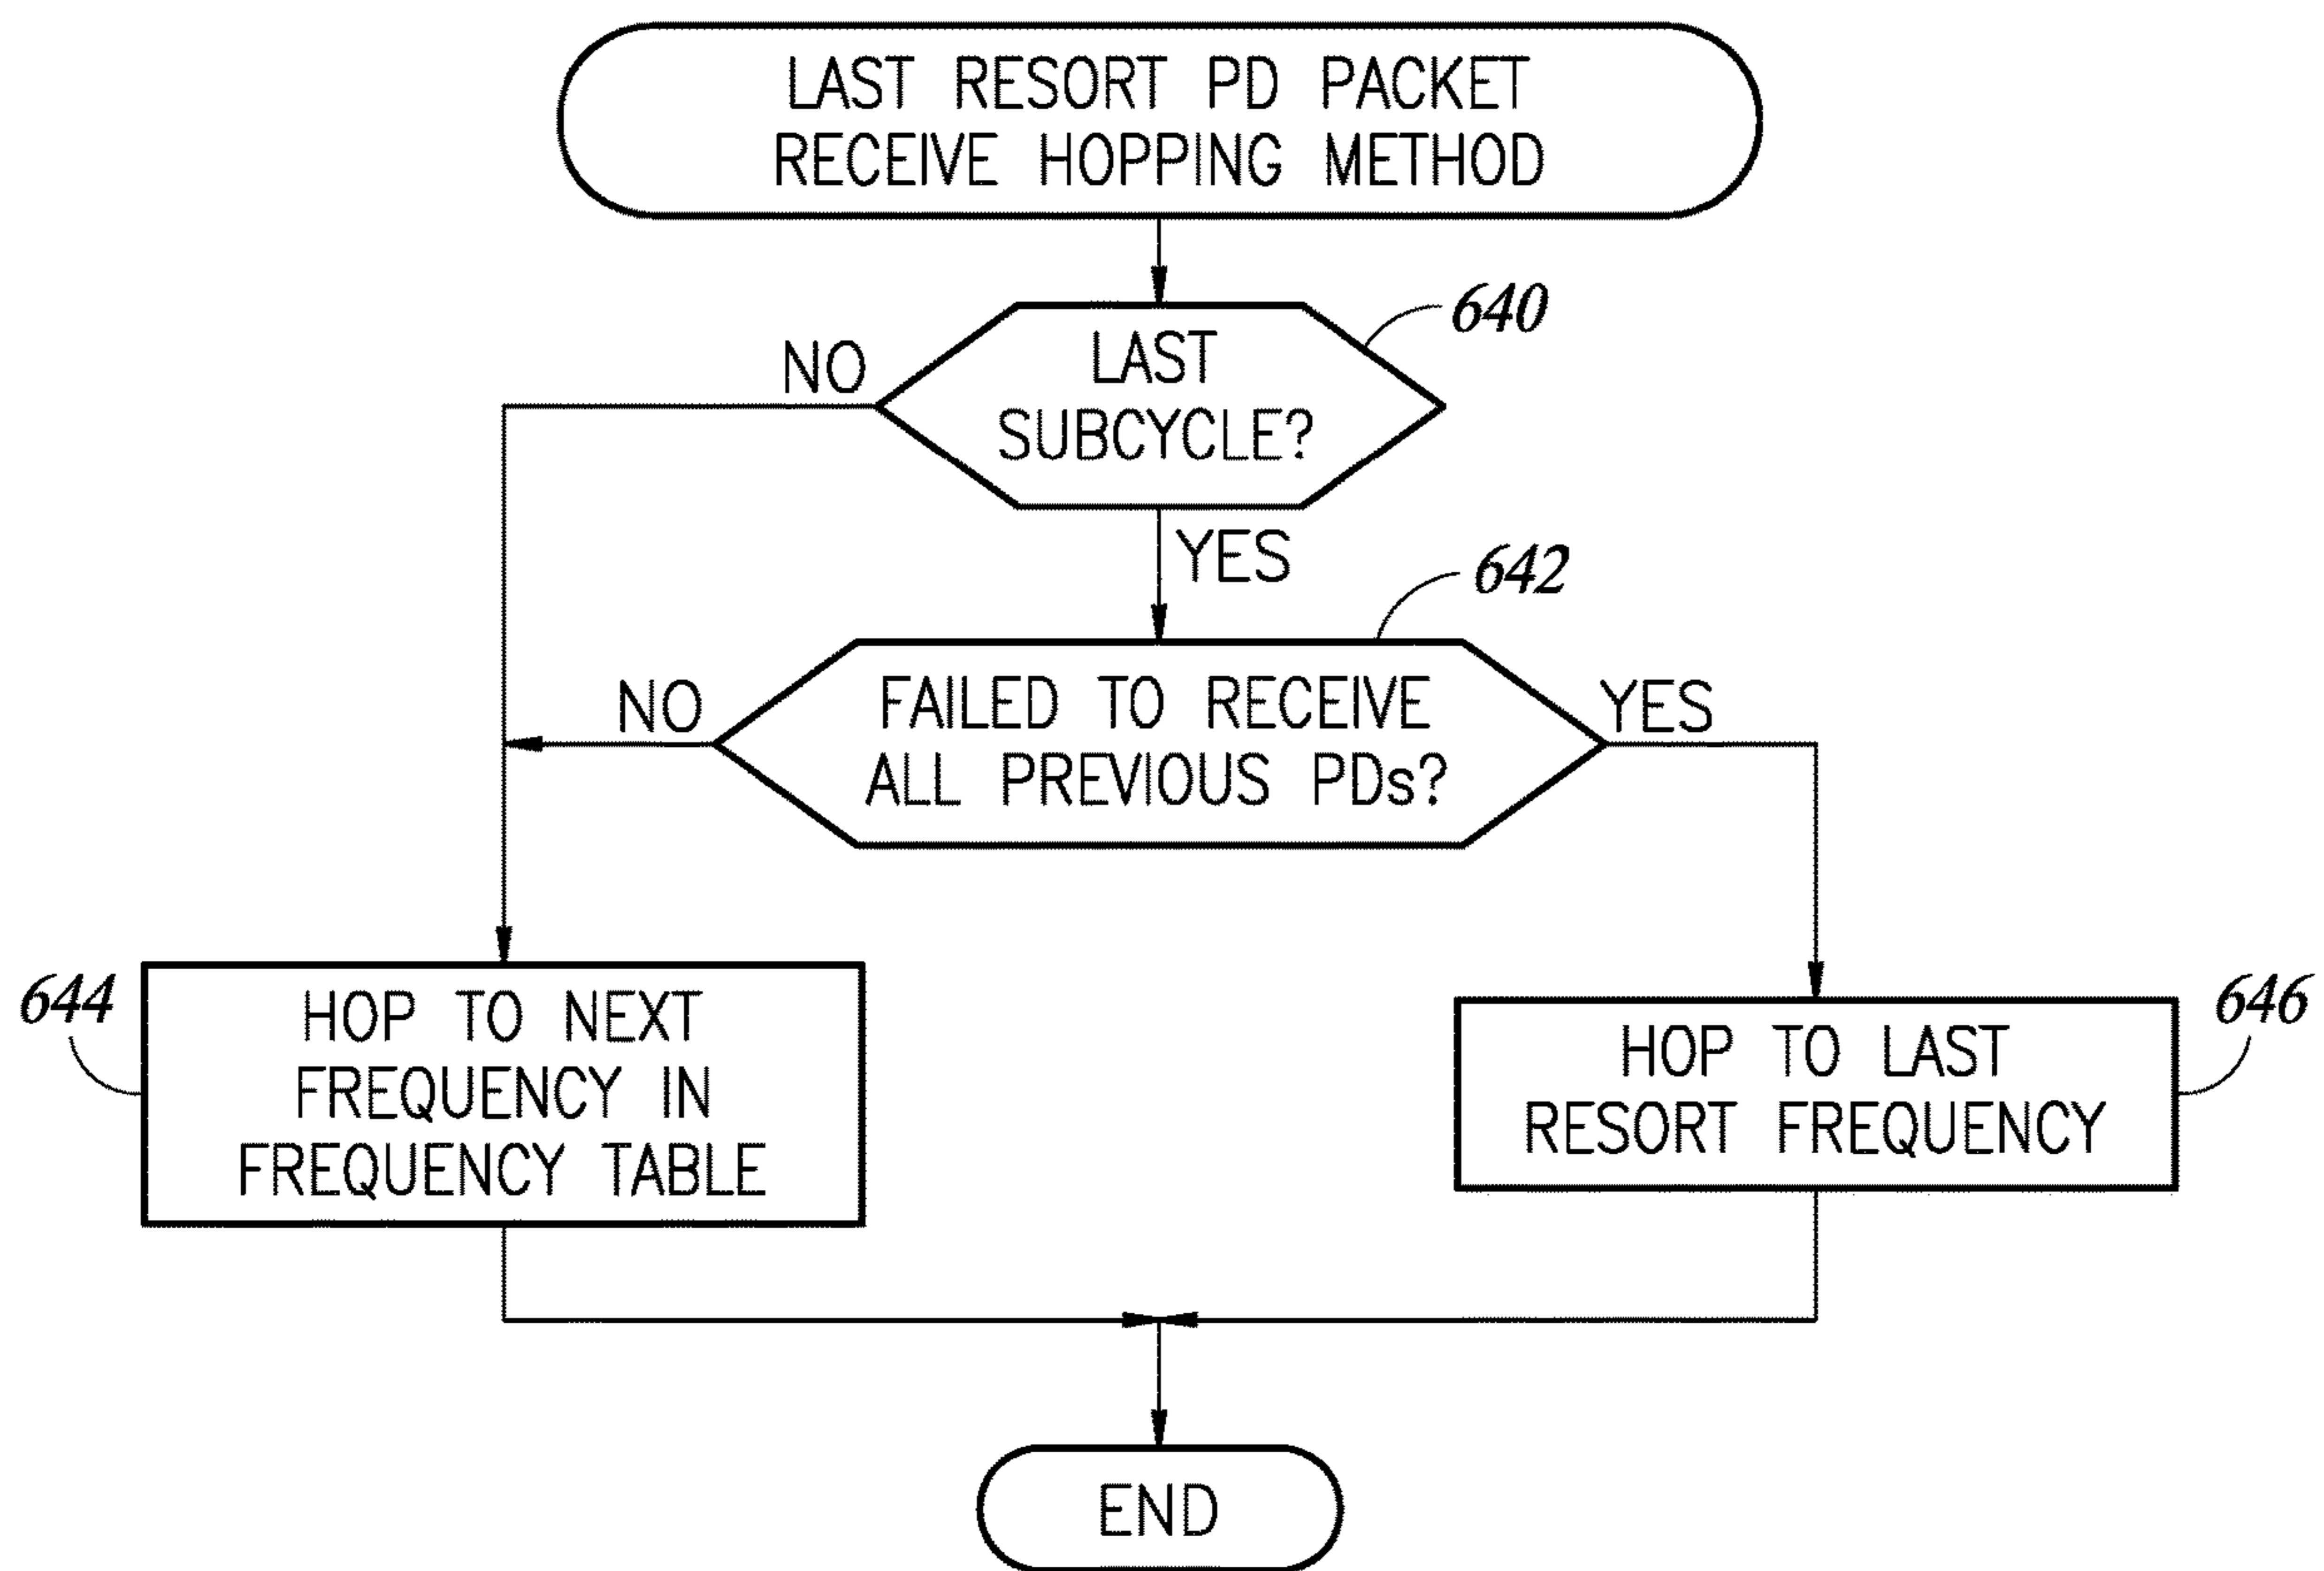 LAST RESORT PD PACKET
RECEIVE HOPPING METHOD
640
NO
LAST
SUBCYCLE?
YES
642
NO
FAILED TO RECEIVE
ALL PREVIOUS PDs?
YES
644
HOP TO NEXT
FREQUENCY IN
FREQUENCY TABLE
HOP TO LAST
RESORT FREQUENCY
646
END